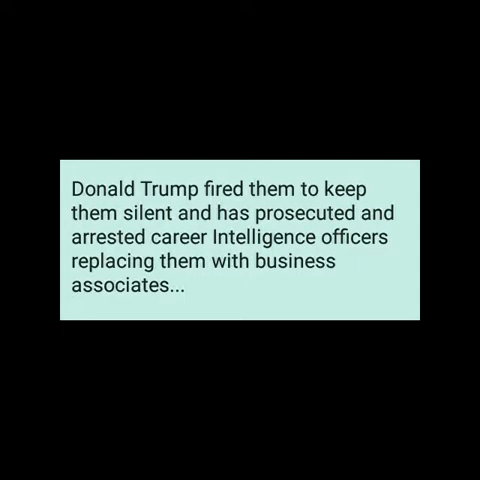 Donald Trump fired them to keep
them silent and has prosecuted and
arrested career Intelligence officers
replacing them with business
associates...